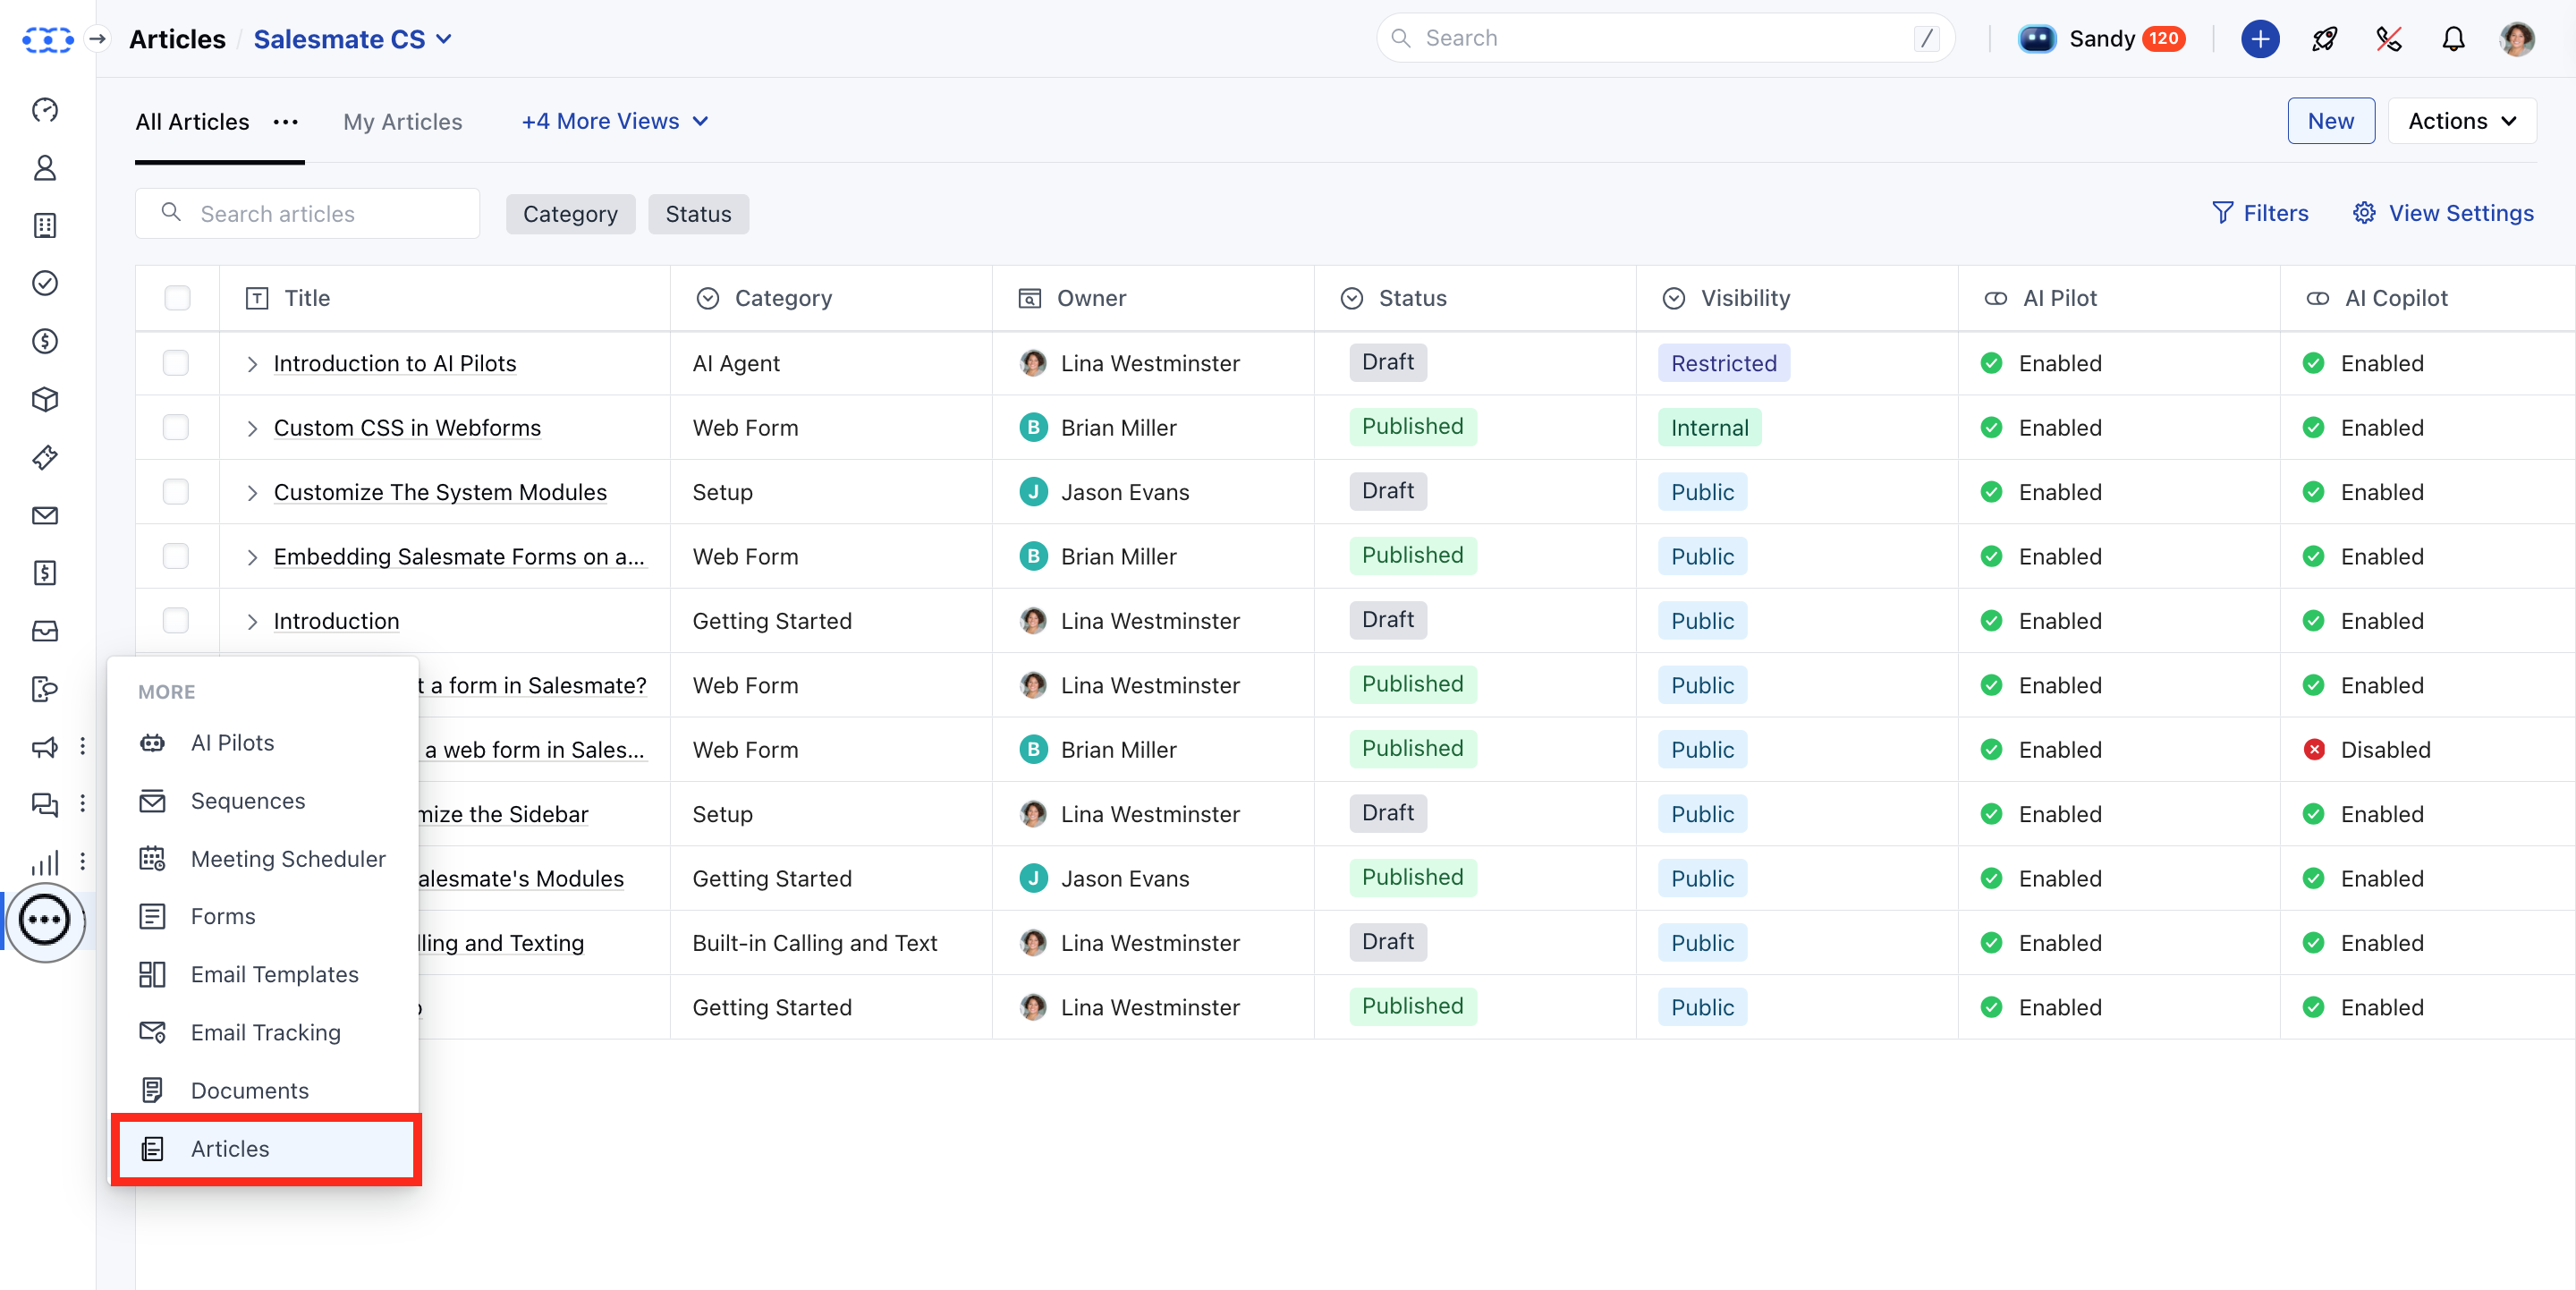 Articles / Salesmate CS
Search /
Sandy 120
All Articles ••• My Articles +4 More Views
New Actions
Search articles Category Status
Filters View Settings
Title Category Owner Status Visibility AI Pilot AI Copilot
Introduction to AI Pilots AI Agent Lina Westminster Draft Restricted Enabled Enabled
Custom CSS in Webforms Web Form B Brian Miller Published Internal Enabled Enabled
Customize The System Modules Setup J Jason Evans Draft Public Enabled Enabled
Embedding Salesmate Forms on a... Web Form B Brian Miller Published Public Enabled Enabled
Introduction Getting Started Lina Westminster Draft Public Enabled Enabled
t a form in Salesmate? Web Form Lina Westminster Published Public Enabled Enabled
a web form in Sales... Web Form B Brian Miller Published Public Enabled Disabled
mize the Sidebar Setup Lina Westminster Draft Public Enabled Enabled
alesmate's Modules Getting Started J Jason Evans Published Public Enabled Enabled
lling and Texting Built-in Calling and Text Lina Westminster Draft Public Enabled Enabled
Getting Started Lina Westminster Published Public Enabled Enabled
MORE
AI Pilots
Sequences
Meeting Scheduler
Forms
Email Templates
Email Tracking
Documents
Articles